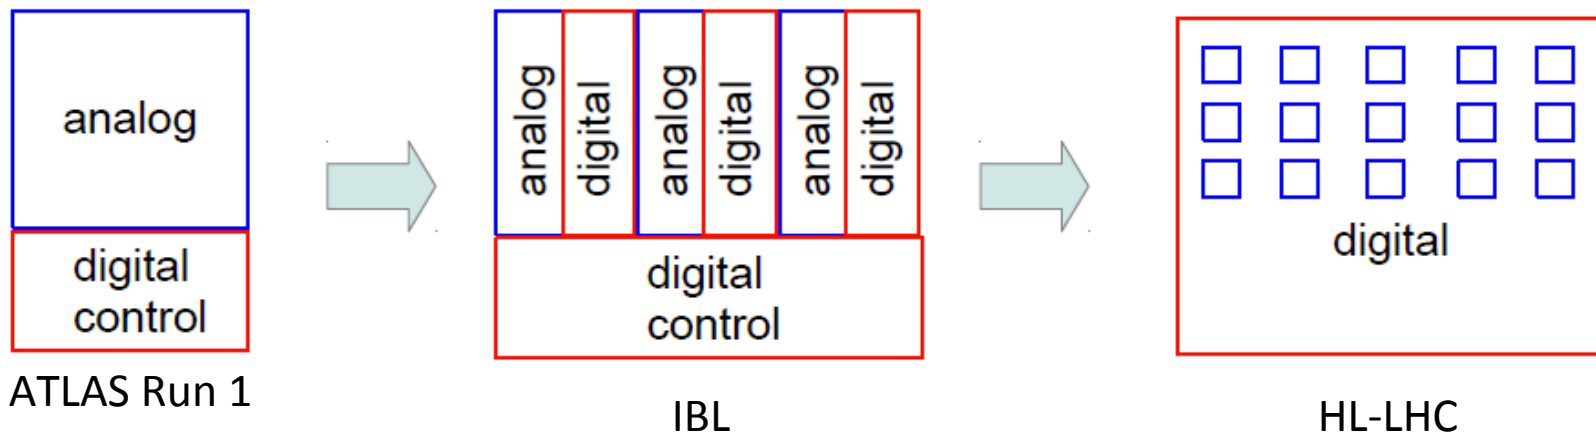 analog
digital
control
ATLAS Run 1
analog
digital
analog
digital
analog
digital
digital
control
IBL
digital
HL-LHC